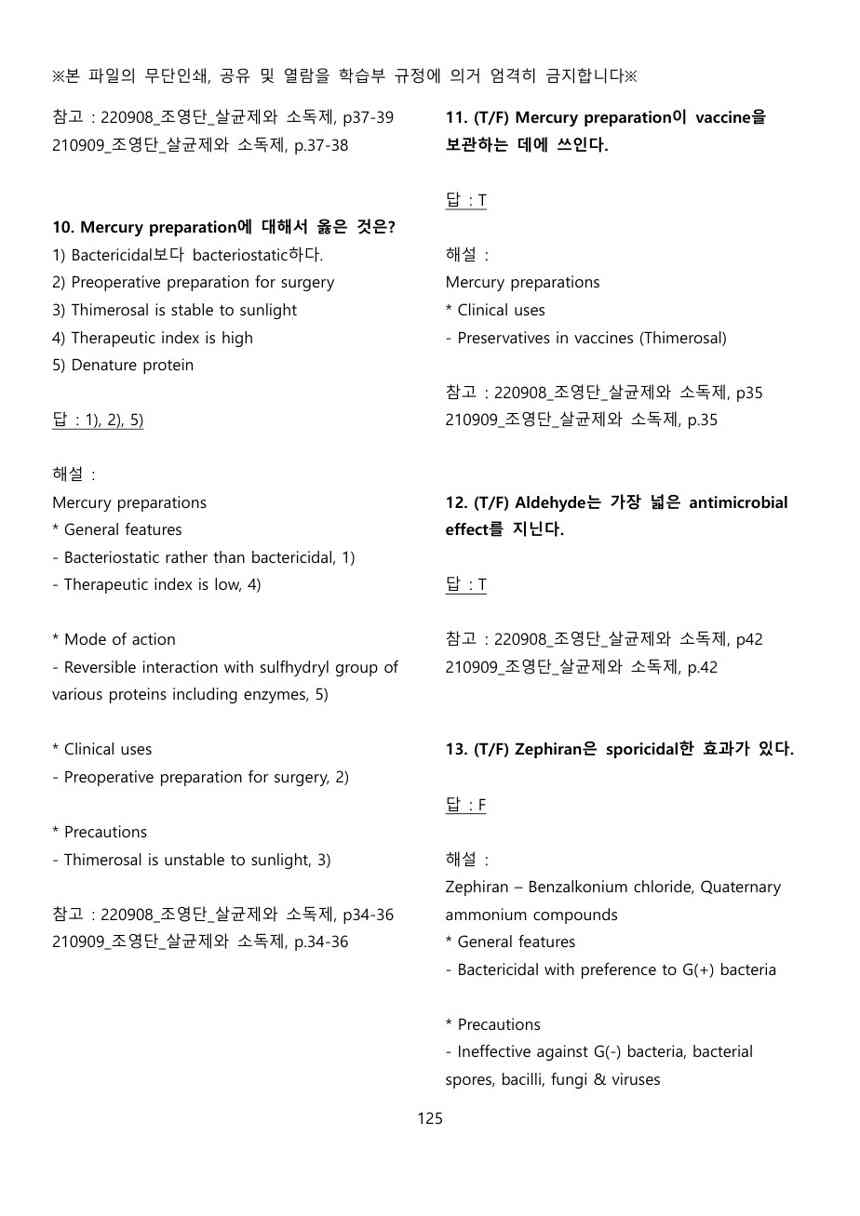 ※본 파일의 무단인쇄, 공유 및 열람을 학습부 규정에 의거 엄격히 금지합니다※
참고 : 220908_조영단_살균제와 소독제, p37-39
210909_조영단_살균제와 소독제, p.37-38
10. Mercury preparation에 대해서 옳은 것은?
1) Bactericidal보다 bacteriostatic하다.
2) Preoperative preparation for surgery
3) Thimerosal is stable to sunlight
4) Therapeutic index is high
5) Denature protein
답 : 1), 2), 5)
해설 :
Mercury preparations
* General features
- Bacteriostatic rather than bactericidal, 1)
- Therapeutic index is low, 4)
* Mode of action
- Reversible interaction with sulfhydryl group of
various proteins including enzymes, 5)
* Clinical uses
- Preoperative preparation for surgery, 2)
* Precautions
- Thimerosal is unstable to sunlight, 3)
참고 : 220908_조영단_살균제와 소독제, p34-36
210909_조영단_살균제와 소독제, p.34-36
11. (T/F) Mercury preparation이 vaccine을
보관하는 데에 쓰인다.
답 : T
해설 :
Mercury preparations
* Clinical uses
- Preservatives in vaccines (Thimerosal)
참고 : 220908_조영단_살균제와 소독제, p35
210909_조영단_살균제와 소독제, p.35
12. (T/F) Aldehyde는 가장 넓은 antimicrobial
effect를 지닌다.
답 : T
참고 : 220908_조영단_살균제와 소독제, p42
210909_조영단_살균제와 소독제, p.42
13. (T/F) Zephiran은 sporicidal한 효과가 있다.
답 : F
해설 :
Zephiran – Benzalkonium chloride, Quaternary
ammonium compounds
* General features
- Bactericidal with preference to G(+) bacteria
* Precautions
- Ineffective against G(-) bacteria, bacterial
spores, bacilli, fungi & viruses
125